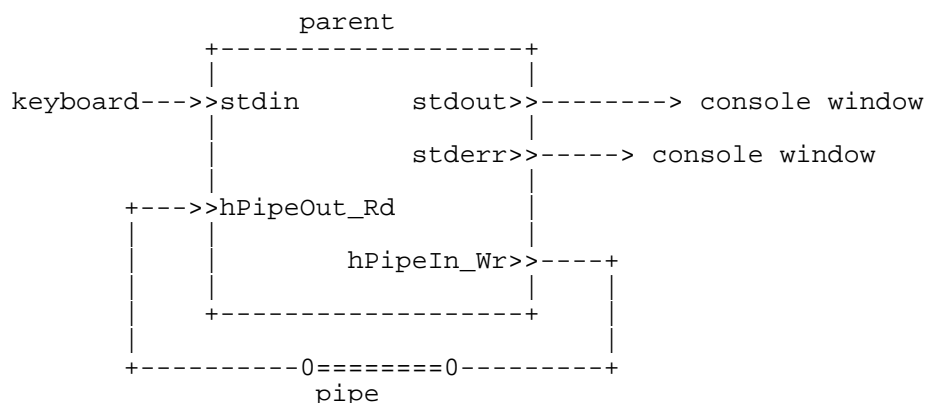 parent
+-------------------+
| |
keyboard--->>stdin stdout>>--------> console window
| |
| stderr>>-----> console window
| |
+--->>hPipeOut_Rd |
| | |
| | hPipeIn_Wr>>----+
| | | |
| +-------------------+ |
| |
+----------0========0---------+
pipe